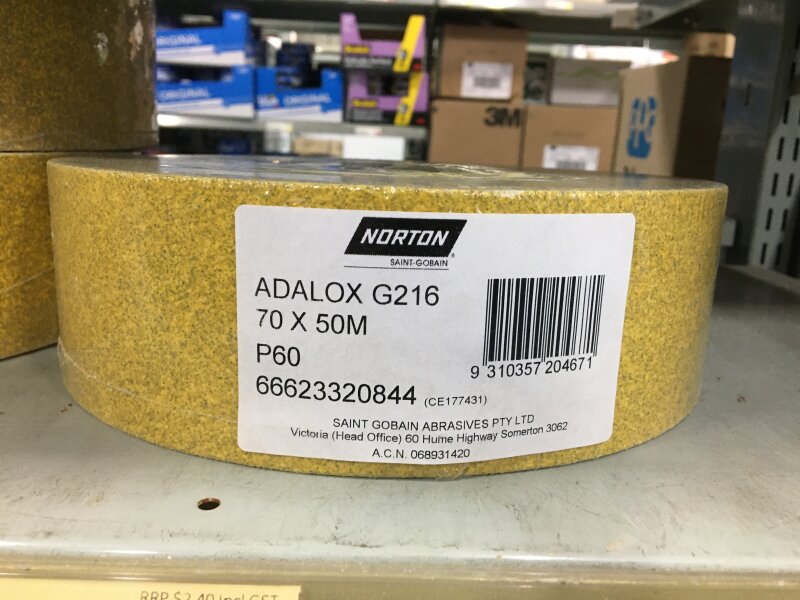 ORIGINAL
ORIGINAL
ORIGINAL
3M
NORTON
SAINT-GOBAIN
ADALOX G216
70 X 50M
P60
66623320844 (CE177431)
9 310357 204671
SAINT GOBAIN ABRASIVES PTY LTD
Victoria (Head Office) 60 Hume Highway Somerton 3062
A.C.N. 068931420
RRP $2.40 incl GST